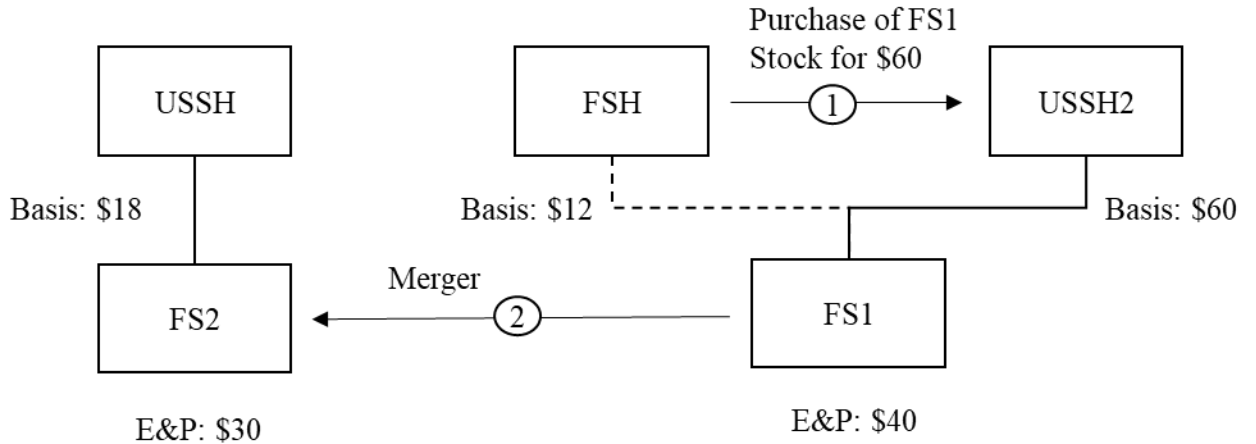 Purchase of FS1
Stock for $60
USSH
FSH
1
USSH2
Basis: $18
Basis: $12
Basis: $60
Merger
FS2
2
FS1
E&P: $30
E&P: $40